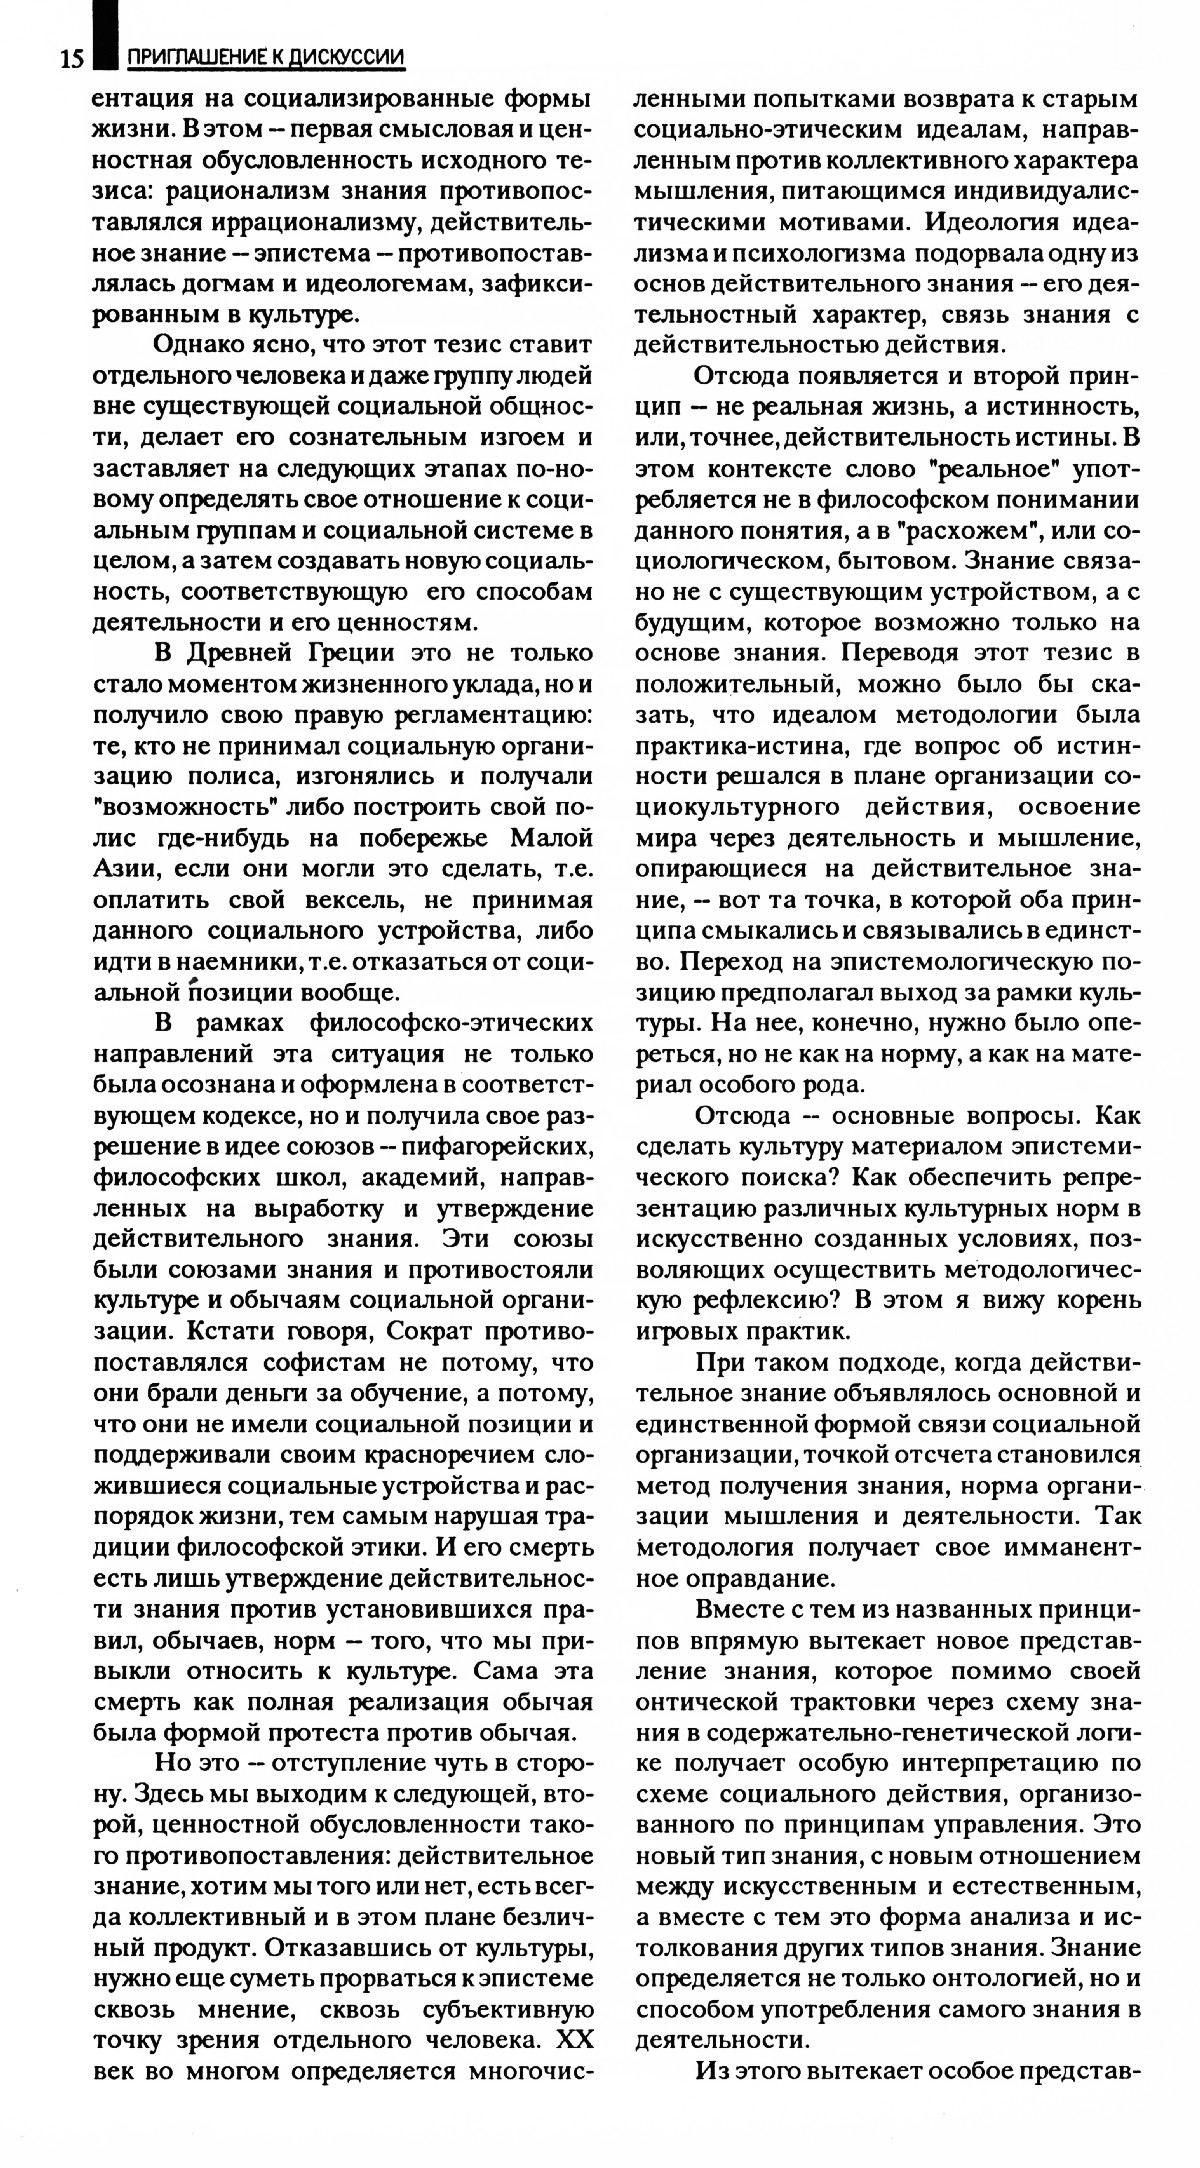 15 ПРИГЛАШЕНИЕ К ДИСКУССИИ
ентация на социализированные формы
жизни. В этом – первая смысловая и цен-
ностная обусловленность исходного те-
зиса: рационализм знания противопос-
тавлялся иррационализму, действитель-
ное знание – эпистема – противопостав-
лялась догмам и идеологемам, зафикси-
рованным в культуре.
Однако ясно, что этот тезис ставит
отдельного человека и даже группу людей
вне существующей социальной общнос-
ти, делает его сознательным изгоем и
заставляет на следующих этапах по-но-
вому определять свое отношение к соци-
альным группам и социальной системе в
целом, а затем создавать новую социаль-
ность, соответствующую его способам
деятельности и его ценностям.
В Древней Греции это не только
стало моментом жизненного уклада, но и
получило свою правую регламентацию:
те, кто не принимал социальную органи-
зацию полиса, изгонялись и получали
"возможность" либо построить свой по-
лис где-нибудь на побережье Малой
Азии, если они могли это сделать, т.е.
оплатить свой вексель, не принимая
данного социального устройства, либо
идти в наемники, т.е. отказаться от соци-
альной позиции вообще.
В рамках философско-этических
направлений эта ситуация не только
была осознана и оформлена в соответст-
вующем кодексе, но и получила свое раз-
решение в идее союзов – пифагорейских,
философских школ, академий, направ-
ленных на выработку и утверждение
действительного знания. Эти союзы
были союзами знания и противостояли
культуре и обычаям социальной органи-
зации. Кстати говоря, Сократ противо-
поставлялся софистам не потому, что
они брали деньги за обучение, а потому,
что они не имели социальной позиции и
поддерживали своим красноречием сло-
жившиеся социальные устройства и рас-
порядок жизни, тем самым нарушая тра-
диции философской этики. И его смерть
есть лишь утверждение действительнос-
ти знания против установившихся пра-
вил, обычаев, норм – того, что мы при-
выкли относить к культуре. Сама эта
смерть как полная реализация обычая
была формой протеста против обычая.
Но это – отступление чуть в сторо-
ну. Здесь мы выходим к следующей, вто-
рой, ценностной обусловленности тако-
го противопоставления: действительное
знание, хотим мы того или нет, есть всег-
да коллективный и в этом плане безлич-
ный продукт. Отказавшись от культуры,
нужно еще суметь прорваться к эпистеме
сквозь мнение, сквозь субъективную
точку зрения отдельного человека. XX
век во многом определяется многочис-
ленными попытками возврата к старым
социально-этическим идеалам, направ-
ленным против коллективного характера
мышления, питающимся индивидуалис-
тическими мотивами. Идеология идеа-
лизма и психологизма подорвала одну из
основ действительного знания – его дея-
тельностный характер, связь знания с
действительностью действия.
Отсюда появляется и второй прин-
цип – не реальная жизнь, а истинность,
или, точнее, действительность истины. В
этом контексте слово "реальное" упот-
ребляется не в философском понимании
данного понятия, а в "расхожем", или со-
циологическом, бытовом. Знание связа-
но не с существующим устройством, а с
будущим, которое возможно только на
основе знания. Переводя этот тезис в
положительный, можно было бы ска-
зать, что идеалом методологии была
практика-истина, где вопрос об истин-
ности решался в плане организации со-
циокультурного действия, освоение
мира через деятельность и мышление,
опирающиеся на действительное зна-
ние, – вот та точка, в которой оба прин-
ципа смыкались и связывались в единст-
во. Переход на эпистемологическую по-
зицию предполагал выход за рамки куль-
туры. На нее, конечно, нужно было опе-
реться, но не как на норму, а как на мате-
риал особого рода.
Отсюда – основные вопросы. Как
сделать культуру материалом эпистеми-
ческого поиска? Как обеспечить репре-
зентацию различных культурных норм в
искусственно созданных условиях, поз-
воляющих осуществить методологичес-
кую рефлексию? В этом я вижу корень
игровых практик.
При таком подходе, когда действи-
тельное знание объявлялось основной и
единственной формой связи социальной
организации, точкой отсчета становился
метод получения знания, норма органи-
зации мышления и деятельности. Так
методология получает свое имманент-
ное оправдание.
Вместе с тем из названных принци-
пов впрямую вытекает новое представ-
ление знания, которое помимо своей
онтической трактовки через схему зна-
ния в содержательно-генетической логи-
ке получает особую интерпретацию по
схеме социального действия, организо-
ванного по принципам управления. Это
новый тип знания, с новым отношением
между искусственным и естественным,
а вместе с тем это форма анализа и ис-
толкования других типов знания. Знание
определяется не только онтологией, но и
способом употребления самого знания в
деятельности.
Из этого вытекает особое представ-